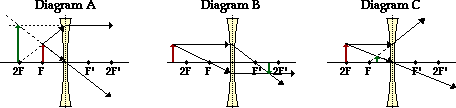 Diagram A
2F F F' 2F'
Diagram B
2F F F' 2F'
Diagram C
2F F F' 2F'